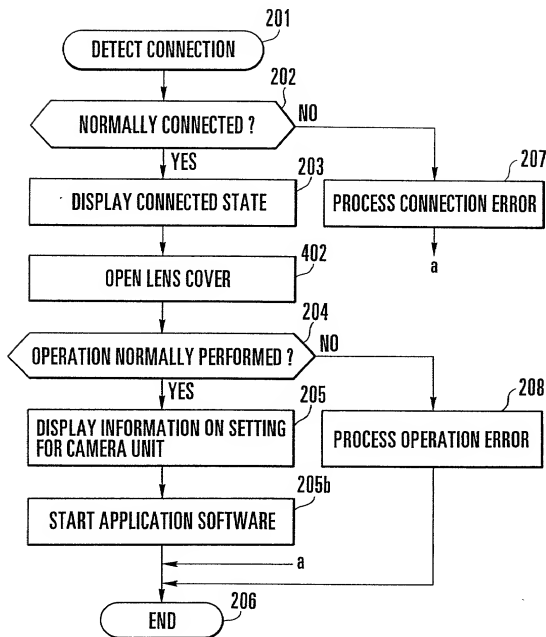 201
DETECT CONNECTION
202
NORMALLY CONNECTED ?
NO
YES
203
DISPLAY CONNECTED STATE
207
PROCESS CONNECTION ERROR
a
402
OPEN LENS COVER
204
OPERATION NORMALLY PERFORMED ?
NO
YES
205
DISPLAY INFORMATION ON SETTING
FOR CAMERA UNIT
208
PROCESS OPERATION ERROR
205b
START APPLICATION SOFTWARE
a
END
206